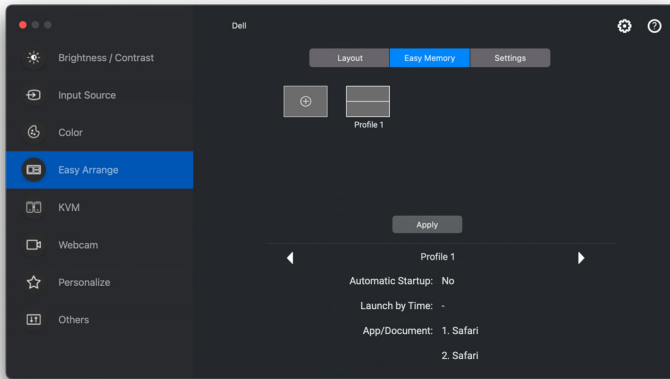 Dell
Brightness / Contrast
Input Source
Color
Easy Arrange
KVM
Webcam
Personalize
Others
Layout Easy Memory Settings
Profile 1
Apply
Profile 1
Automatic Startup: No
Launch by Time: -
App/Document: 1. Safari
2. Safari